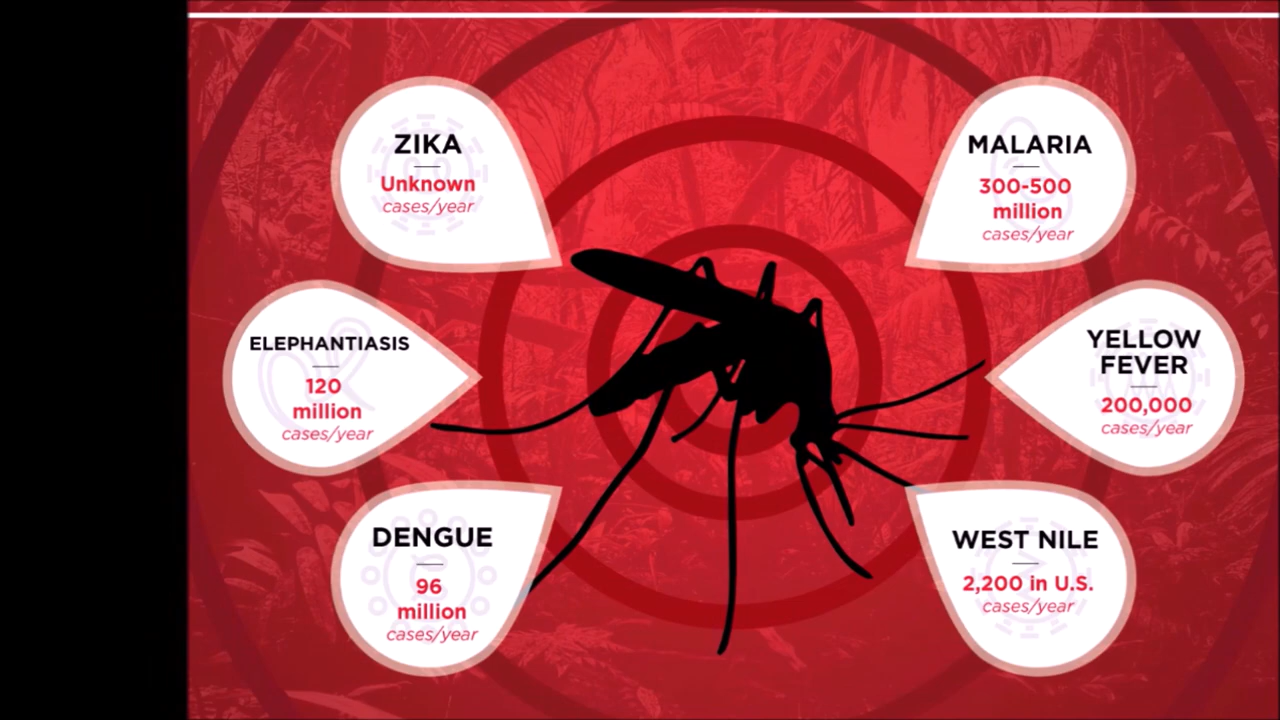 ZIKA
Unknown
cases/year
MALARIA
300-500
million
cases/year
ELEPHANTIASIS
120
million
cases/year
YELLOW
FEVER
200,000
cases/year
DENGUE
96
million
cases/year
WEST NILE
2,200 in U.S.
cases/year